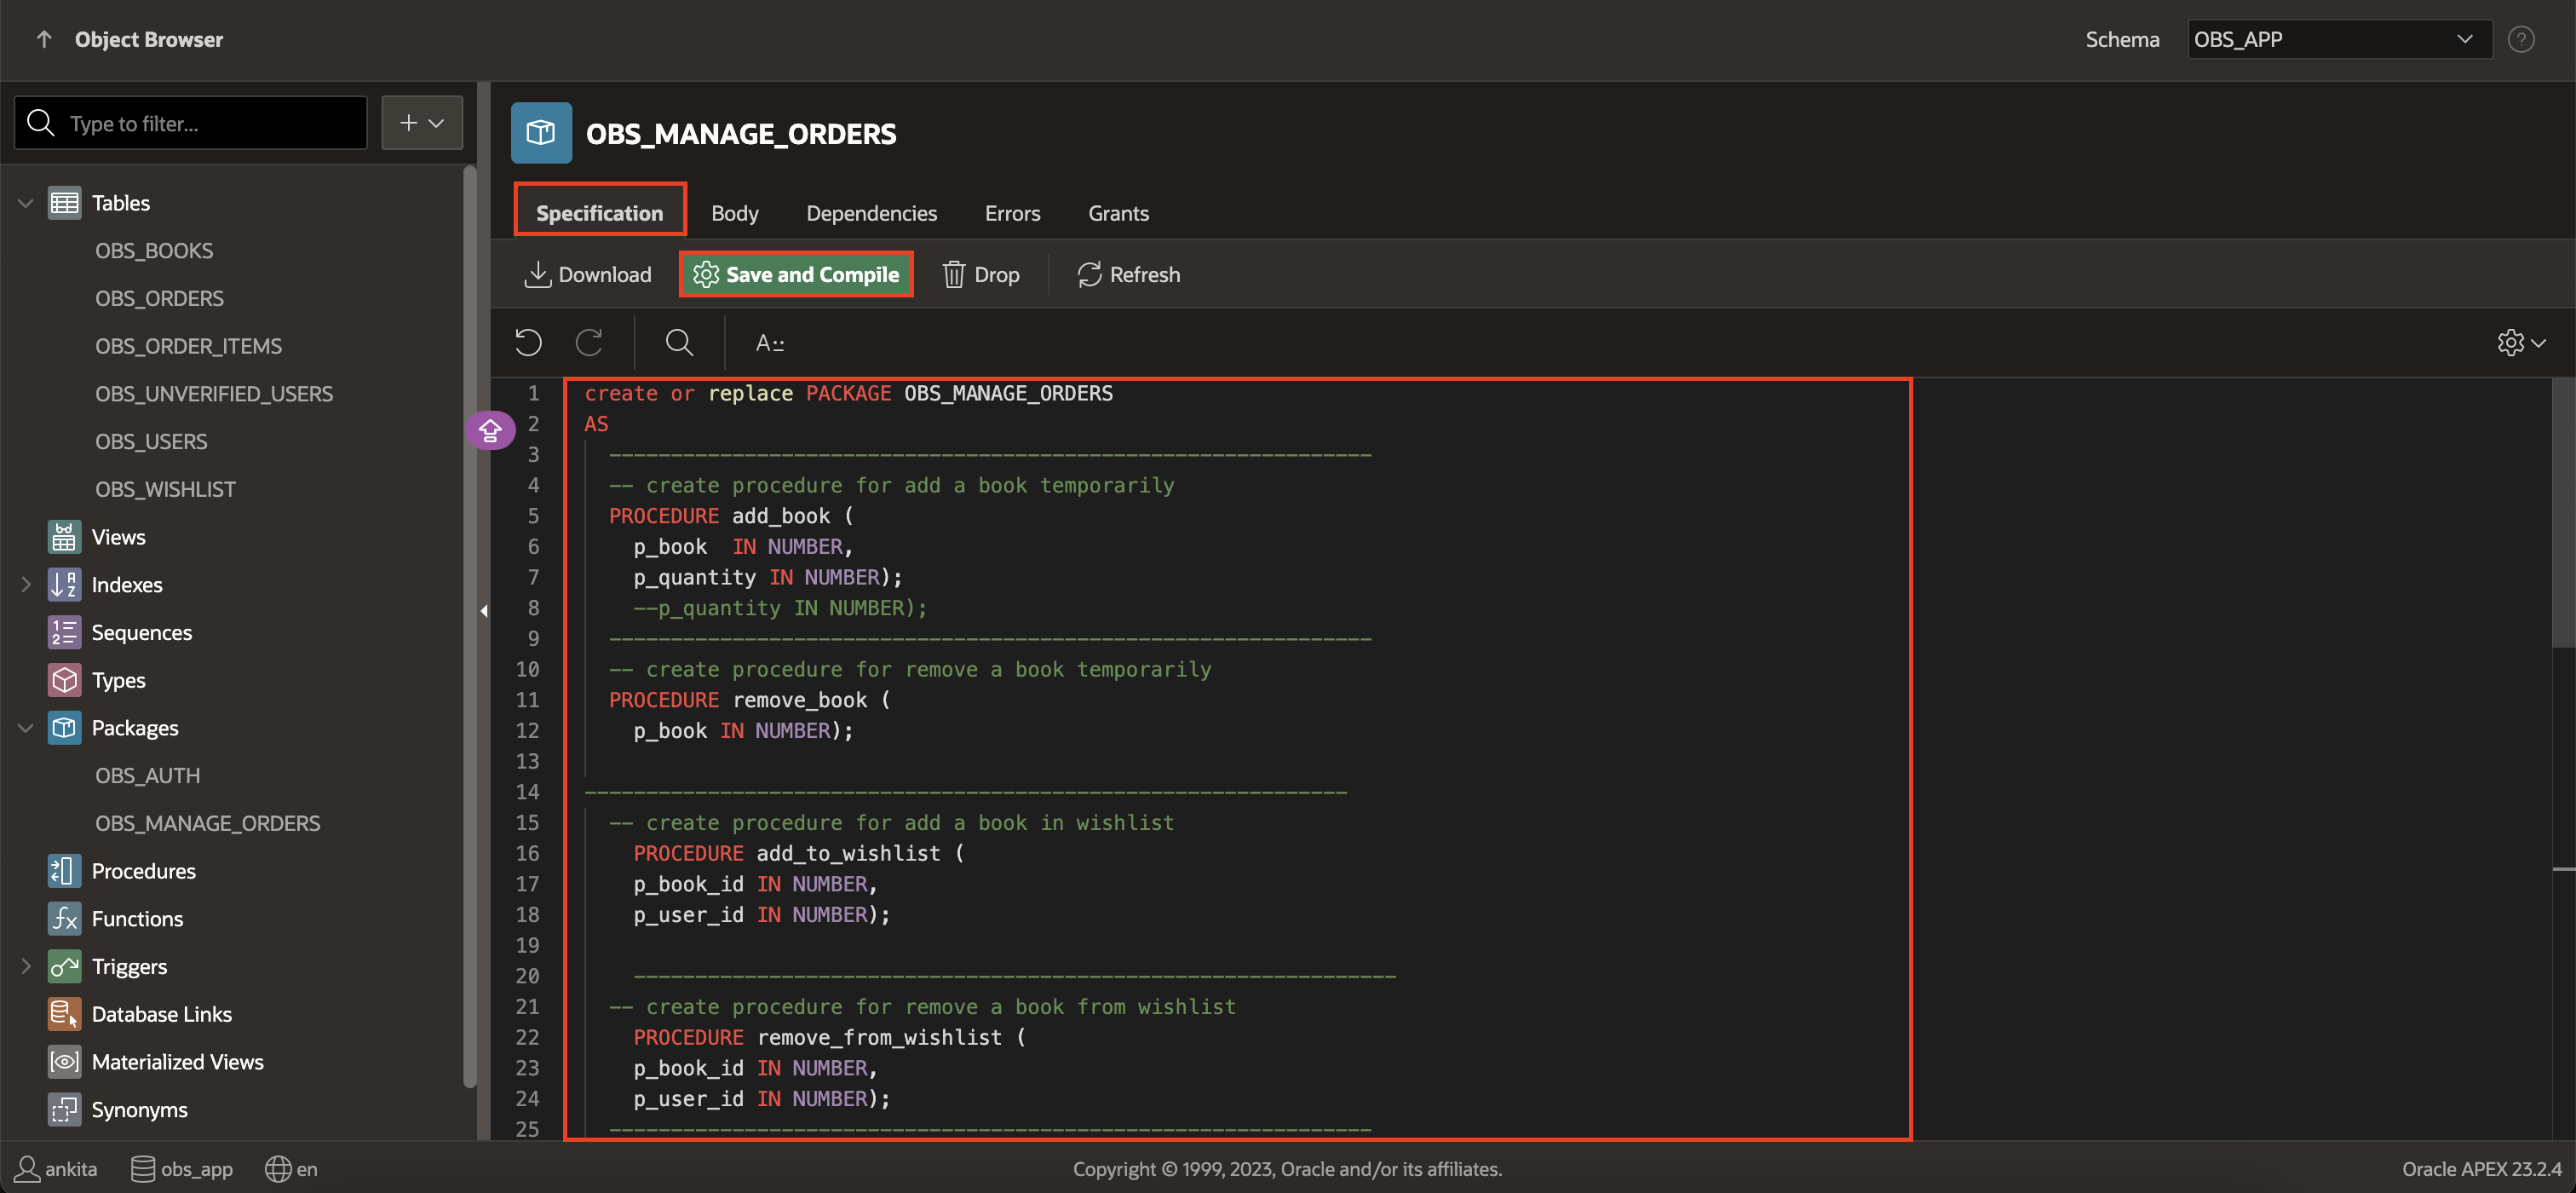 Object Browser
Schema
OBS_APP
Type to filter...
Tables
OBS_BOOKS
OBS_ORDERS
OBS_ORDER_ITEMS
OBS_UNVERIFIED_USERS
OBS_USERS
OBS_WISHLIST
Views
Indexes
Sequences
Types
Packages
OBS_AUTH
OBS_MANAGE_ORDERS
Procedures
Functions
Triggers
Database Links
Materialized Views
Synonyms
OBS_MANAGE_ORDERS
Specification Body Dependencies Errors Grants
Download Save and Compile Drop Refresh
1 create or replace PACKAGE OBS_MANAGE_ORDERS
2 AS
3 --------------------------------------------------------------
4 -- create procedure for add a book temporarily
5 PROCEDURE add_book (
6 p_book  IN NUMBER,
7 p_quantity IN NUMBER);
8 --p_quantity IN NUMBER);
9 --------------------------------------------------------------
10 -- create procedure for remove a book temporarily
11 PROCEDURE remove_book (
12 p_book IN NUMBER);
13
14 --------------------------------------------------------------
15 -- create procedure for add a book in wishlist
16 PROCEDURE add_to_wishlist (
17 p_book_id IN NUMBER,
18 p_user_id IN NUMBER);
19
20 --------------------------------------------------------------
21 -- create procedure for remove a book from wishlist
22 PROCEDURE remove_from_wishlist (
23 p_book_id IN NUMBER,
24 p_user_id IN NUMBER);
25 --------------------------------------------------------------
ankita obs_app en
Copyright © 1999, 2023, Oracle and/or its affiliates.
Oracle APEX 23.2.4